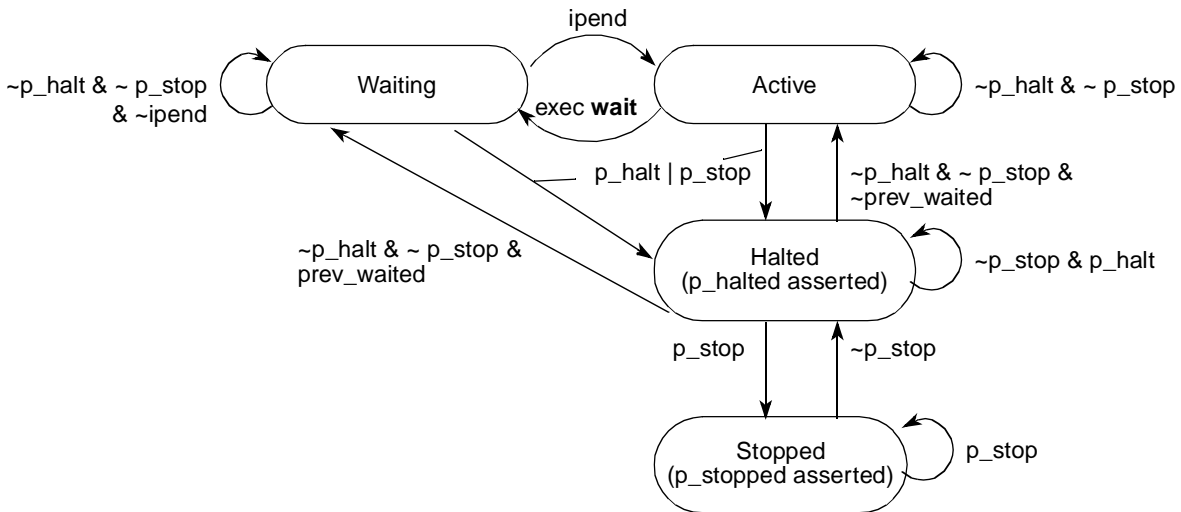 ipend
Waiting
Active
~p_halt & ~ p_stop
& ~ipend
~p_halt & ~ p_stop
exec wait
p_halt | p_stop
~p_halt & ~ p_stop &
~prev_waited
~p_halt & ~ p_stop &
prev_waited
Halted
(p_halted asserted)
~p_stop & p_halt
p_stop
~p_stop
Stopped
(p_stopped asserted)
p_stop